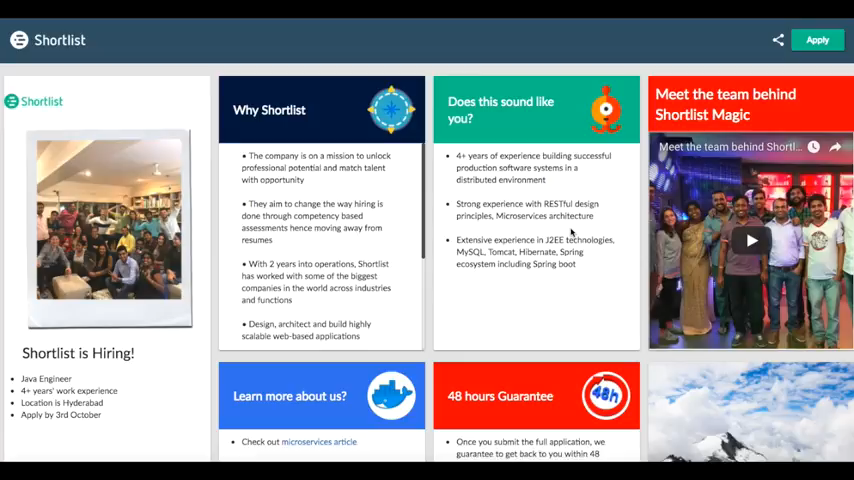 Shortlist
Apply
Shortlist
Shortlist is Hiring!
• Java Engineer
• 4+ years' work experience
• Location is Hyderabad
• Apply by 3rd October
Why Shortlist
• The company is on a mission to unlock
professional potential and match talent
with opportunity
• They aim to change the way hiring is
done through competency based
assessments hence moving away from
resumes
• With 2 years into operations, Shortlist
has worked with some of the biggest
companies in the world across industries
and functions
• Design, architect and build highly
scalable web-based applications
Does this sound like
you?
• 4+ years of experience building successful
production software systems in a
distributed environment
• Strong experience with RESTful design
principles, Microservices architecture
• Extensive experience in J2EE technologies,
MySQL, Tomcat, Hibernate, Spring
ecosystem including Spring boot
Meet the team behind
Shortlist Magic
Meet the team behind Shortl...
Learn more about us?
• Check out microservices article
48 hours Guarantee
48h
• Once you submit the full application, we
guarantee to get back to you within 48